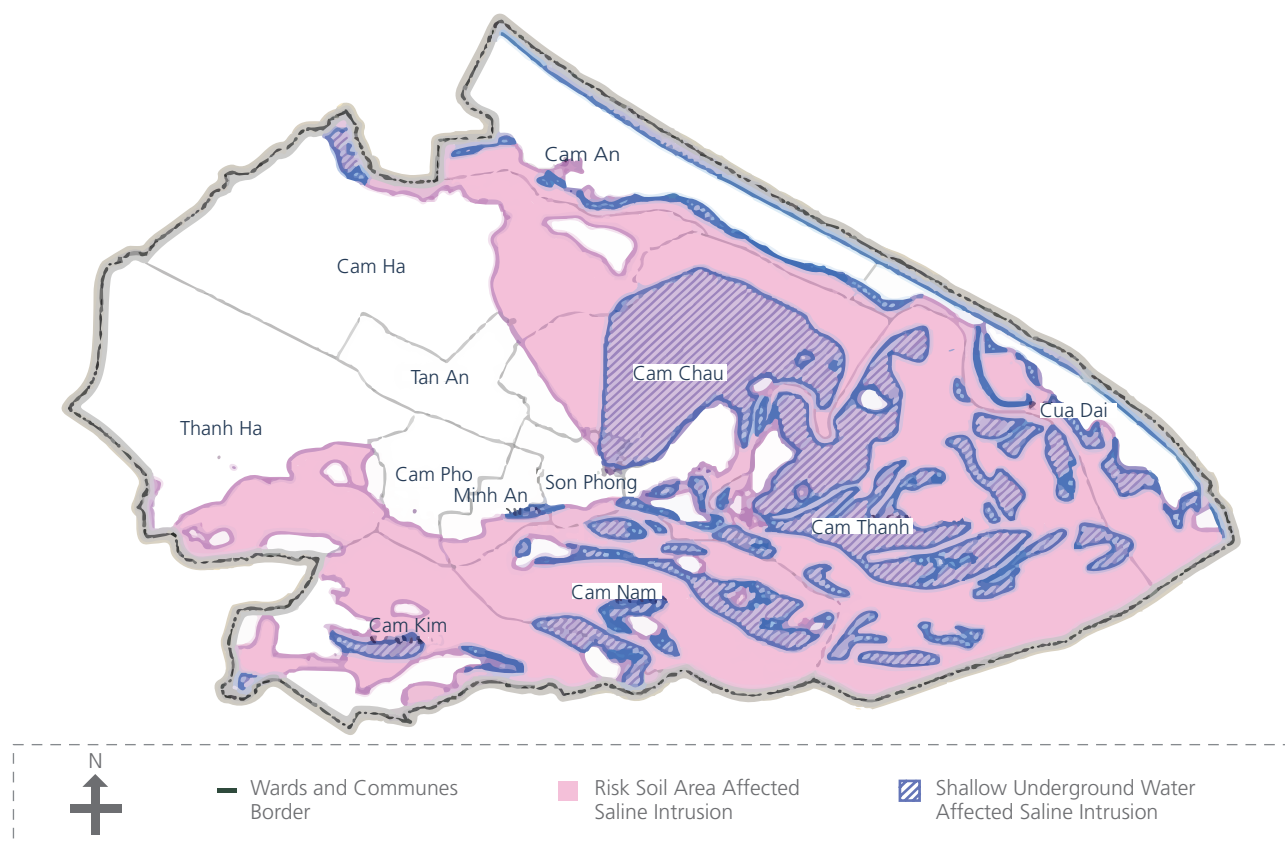 Cam An
Cam Ha
Cam Chau
Tan An
Cua Dai
Thanh Ha
Cam Pho
Son Phong
Minh An
Cam Thanh
Cam Nam
Cam Kim
N
Wards and Communes
Border
Risk Soil Area Affected
Saline Intrusion
Shallow Underground Water
Affected Saline Intrusion